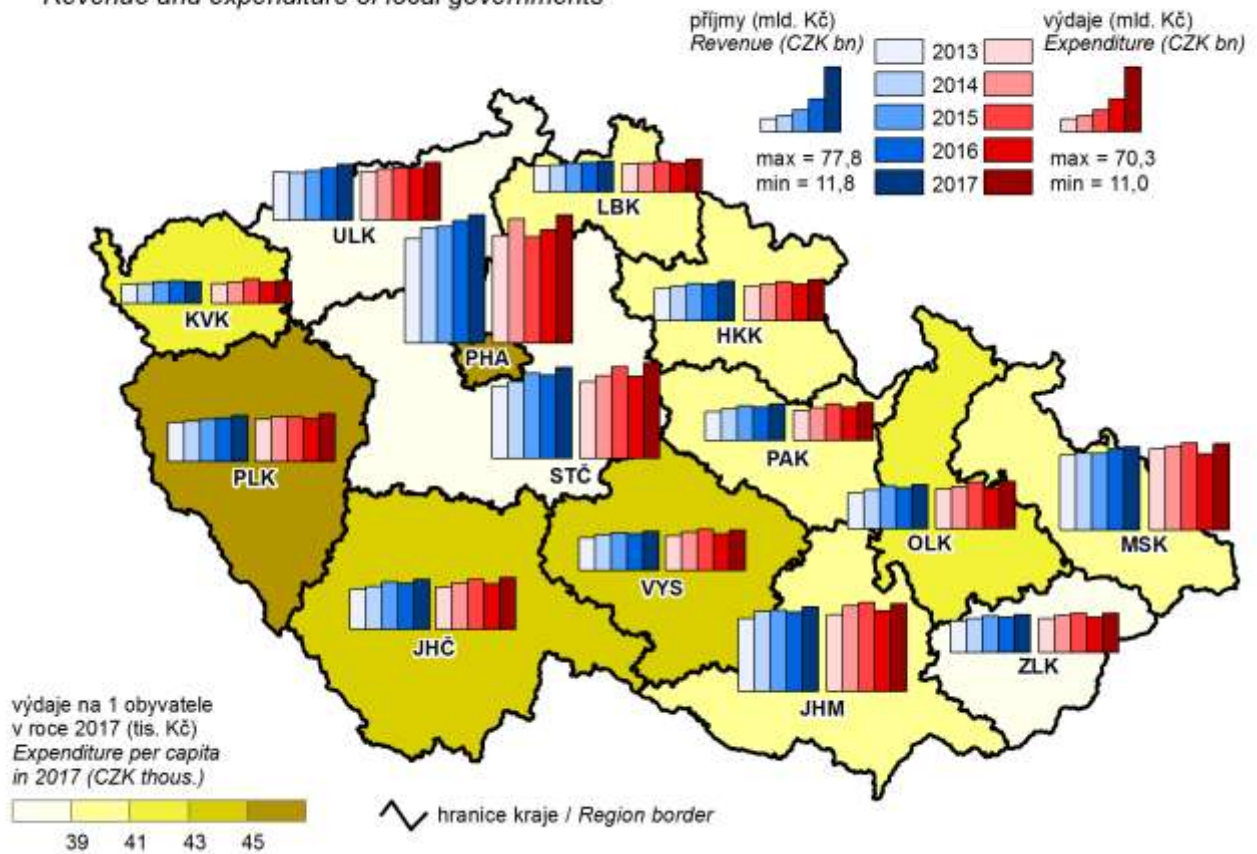 Revenue and expenditure of local governments
příjmy (mld. Kč)
Revenue (CZK bn)
výdaje (mld. Kč)
Expenditure (CZK bn)
2013
2014
2015
2016
2017
max = 77,8
min = 11,8
max = 70,3
min = 11,0
LBK
ULK
KVK
HKK
PHA
PLK
STČ
PAK
OLK
MSK
VYS
JHČ
ZLK
JHM
výdaje na 1 obyvatele
v roce 2017 (tis. Kč)
Expenditure per capita
in 2017 (CZK thous.)
39 41 43 45
hranice kraje / Region border